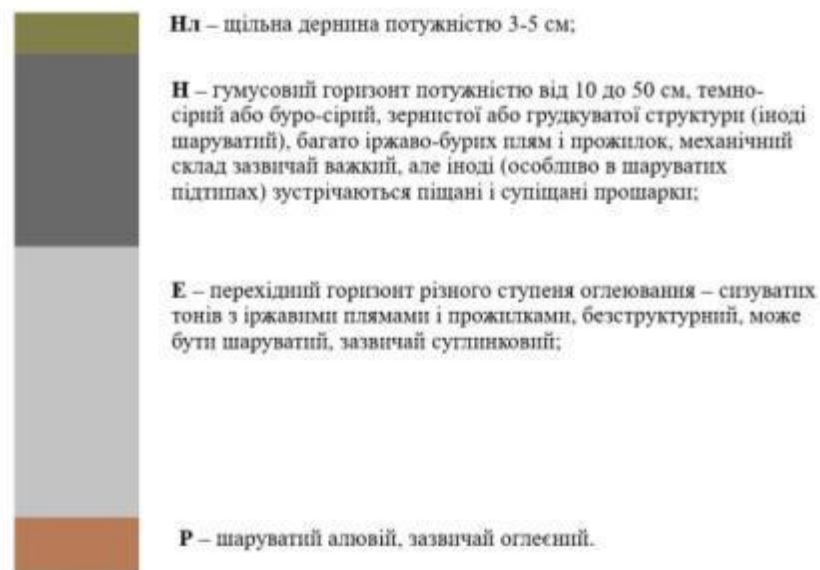 Нл – щільна дернина потужністю 3-5 см;
Н – гумусовий горизонт потужністю від 10 до 50 см, темно-
сірий або буро-сірий, зернистої або грудкуватої структури (іноді
шаруватий), багато іржаво-бурих плям і прожилок, механічний
склад зазвичай важкий, але іноді (особливо в шаруватих
підтипах) зустрічаються піщані і супіщані прошарки;
Е – перехідний горизонт різного ступеня оглеювання – сизуватих
тонів з іржавими плямами і прожилками, безструктурний, може
бути шаруватий, зазвичай суглинковий;
Р – шаруватий алювій, зазвичай оглеєний.